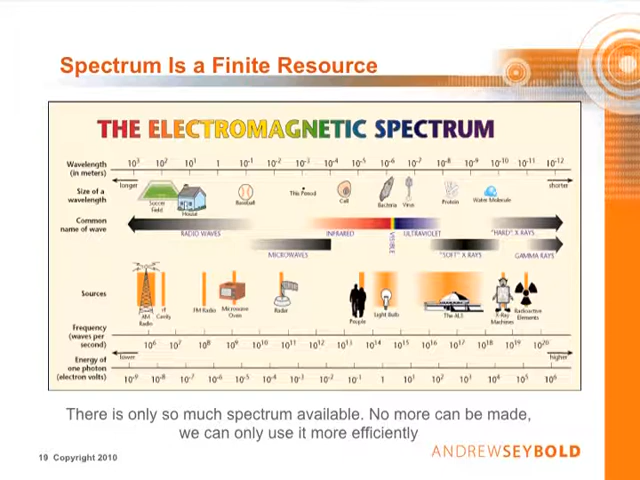 Spectrum Is a Finite Resource
THE ELECTROMAGNETIC SPECTRUM
Wavelength (in meters)
10³ 10² 10¹ 1 10⁻¹ 10⁻² 10⁻³ 10⁻⁴ 10⁻⁵ 10⁻⁶ 10⁻⁷ 10⁻⁸ 10⁻⁹ 10⁻¹⁰ 10⁻¹¹ 10⁻¹²
longer
shorter
Size of a wavelength
Soccer Field
House
Baseball
This Period
Cell
Bacteria
Virus
Protein
Water Molecule
Common name of wave
RADIO WAVES
INFRARED
VISIBLE
ULTRAVIOLET
"HARD" X RAYS
MICROWAVES
"SOFT" X RAYS
GAMMA RAYS
Sources
AM Radio
rf Cavity
FM Radio
Microwave Oven
Radar
People
Light Bulb
The ALS
X-Ray Machines
Radioactive Elements
Frequency (waves per second)
10⁶ 10⁷ 10⁸ 10⁹ 10¹⁰ 10¹¹ 10¹² 10¹³ 10¹⁴ 10¹⁵ 10¹⁶ 10¹⁷ 10¹⁸ 10¹⁹ 10²⁰
lower
higher
Energy of one photon (electron volts)
10⁻⁹ 10⁻⁸ 10⁻⁷ 10⁻⁶ 10⁻⁵ 10⁻⁴ 10⁻³ 10⁻² 10⁻¹ 1 10¹ 10² 10³ 10⁴ 10⁵ 10⁶
There is only so much spectrum available. No more can be made,
we can only use it more efficiently
19 Copyright 2010
ANDREWSEYBOLD